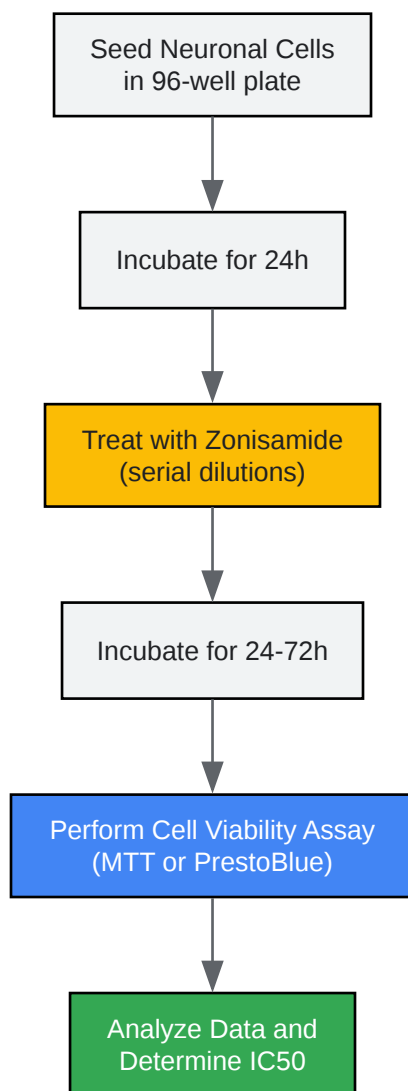 Seed Neuronal Cells
in 96-well plate
Incubate for 24h
Treat with Zonisamide
(serial dilutions)
Incubate for 24-72h
Perform Cell Viability Assay
(MTT or PrestoBlue)
Analyze Data and
Determine IC50